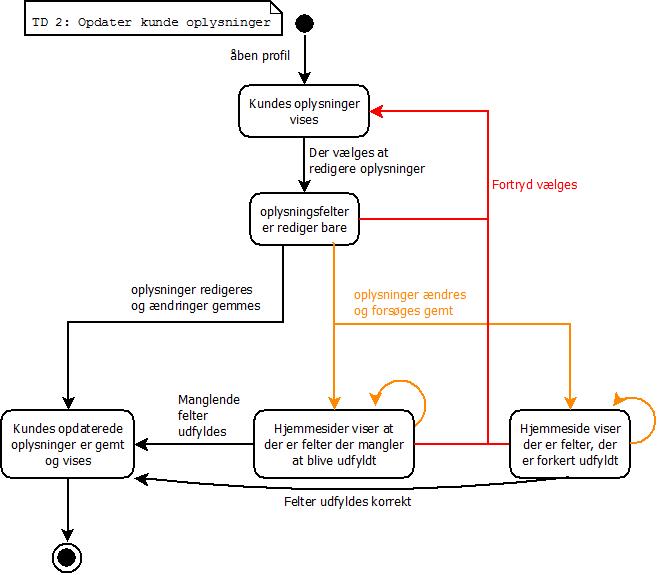 TD 2: Opdater kunde oplysninger
åben profil
Kundes oplysninger
vises
Der vælges at
redigere oplysninger
Fortryd vælges
oplysningsfelter
er rediger bare
oplysninger redigeres
og ændringer gemmes
oplysninger ændres
og forsøges gemt
Manglende
felter
udfyldes
Kundes opdaterede
oplysninger er gemt
og vises
Hjemmesider viser at
der er felter der mangler
at blive udfyldt
Hjemmeside viser
der er felter, der
er forkert udfyldt
Felter udfyldes korrekt